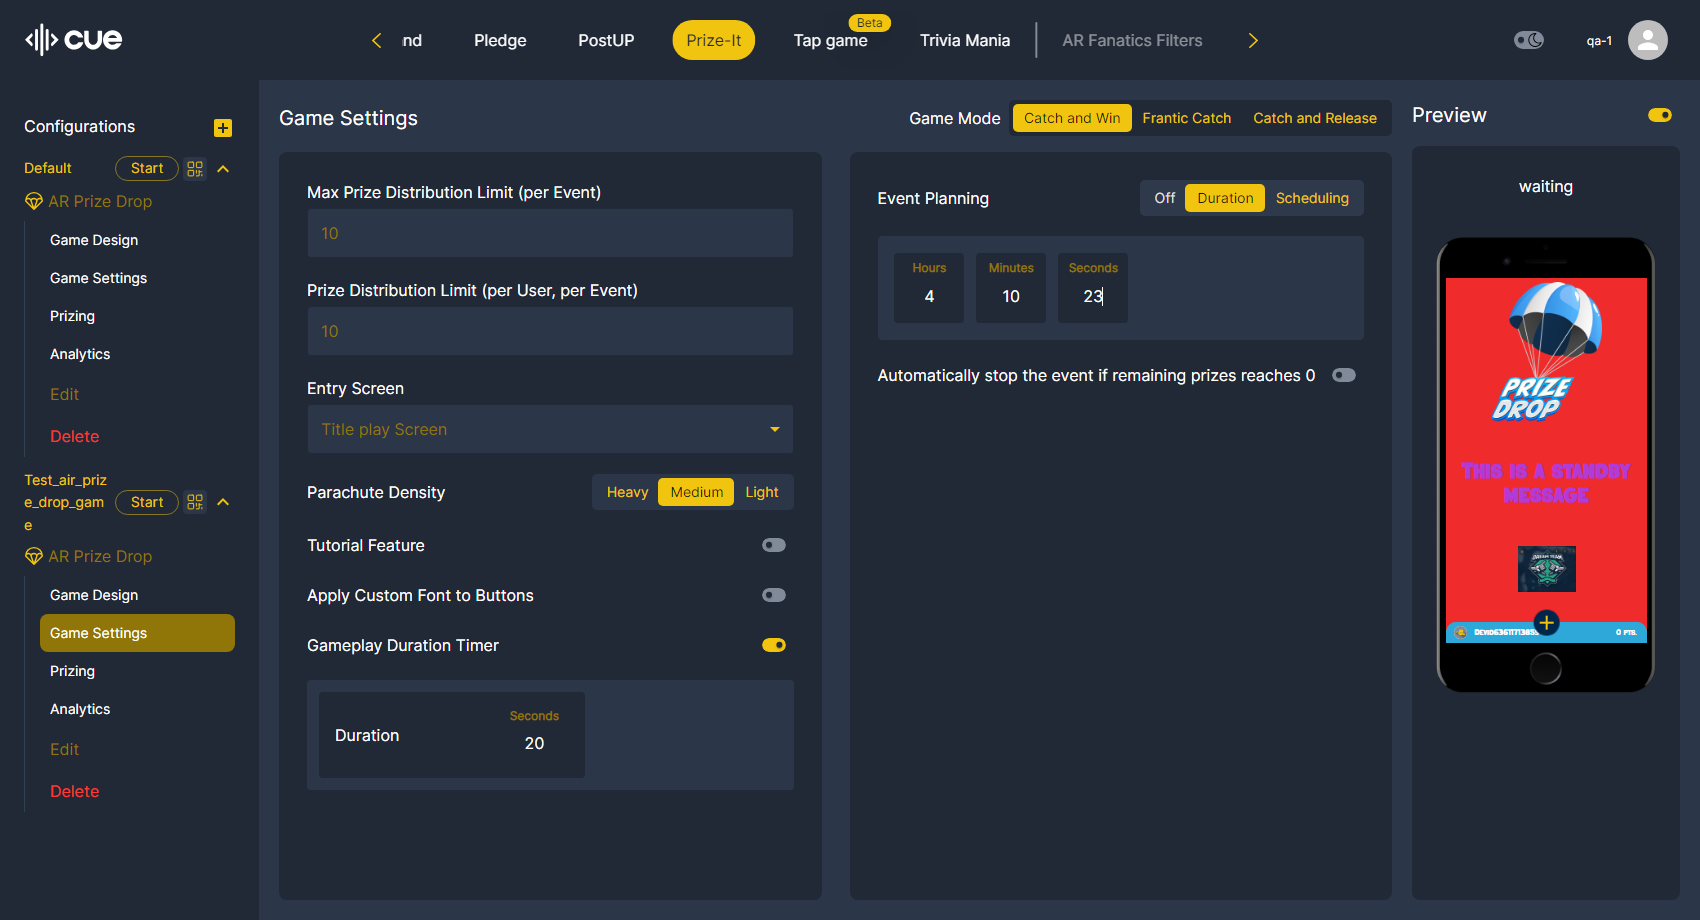 cue
nd
Pledge
PostUP
Prize-It
Beta
Tap game
Trivia Mania
AR Fanatics Filters
qa-1
Configurations
Default
Start
AR Prize Drop
Game Design
Game Settings
Prizing
Analytics
Edit
Delete
Test_air_priz
e_drop_gam
e
Start
AR Prize Drop
Game Design
Game Settings
Prizing
Analytics
Edit
Delete
Game Settings
Game Mode
Catch and Win
Frantic Catch
Catch and Release
Max Prize Distribution Limit (per Event)
10
Prize Distribution Limit (per User, per Event)
10
Entry Screen
Title play Screen
Parachute Density
Heavy
Medium
Light
Tutorial Feature
Apply Custom Font to Buttons
Gameplay Duration Timer
Duration
Seconds
20
Event Planning
Off
Duration
Scheduling
Hours
4
Minutes
10
Seconds
23
Automatically stop the event if remaining prizes reaches 0
Preview
waiting
PRIZE
DROP
This is a standby
message
0 pts.